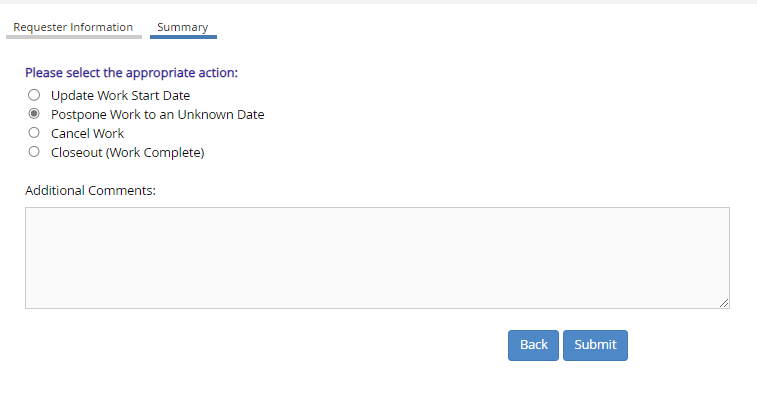 Requester Information Summary
Please select the appropriate action:
Update Work Start Date
Postpone Work to an Unknown Date
Cancel Work
Closeout (Work Complete)
Additional Comments:
Back Submit